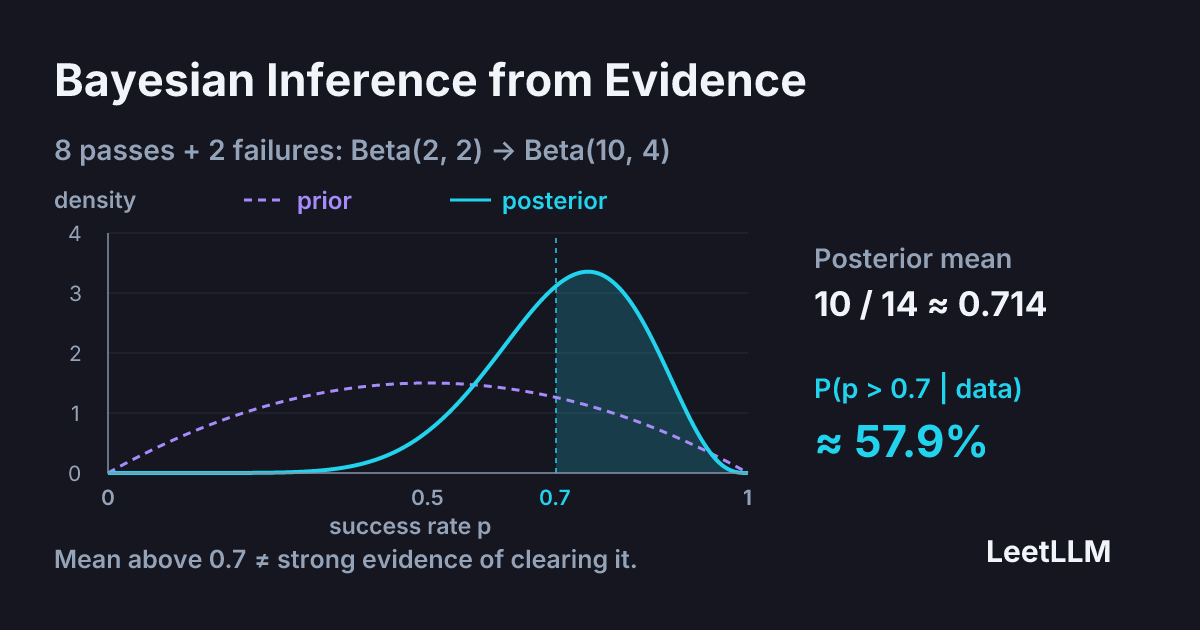 Bayesian Inference from Evidence
8 passes + 2 failures: Beta(2, 2) → Beta(10, 4)
density
prior
posterior
4
3
2
1
0
0
0.5
0.7
1
success rate p
Posterior mean
10 / 14 ≈ 0.714
P(p > 0.7 | data)
≈ 57.9%
Mean above 0.7 ≠ strong evidence of clearing it.
LeetLLM